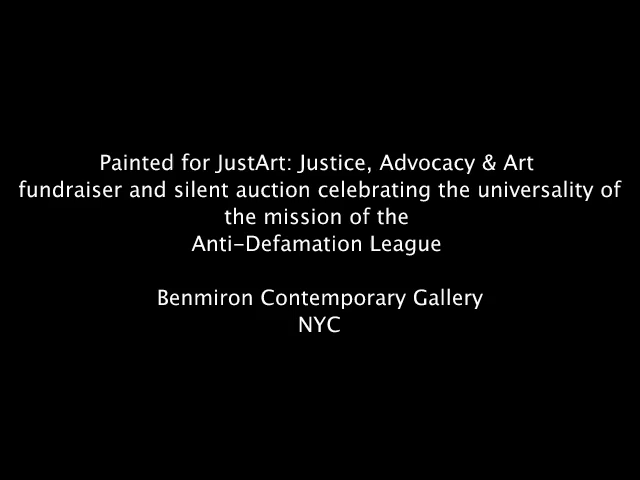 Painted for JustArt: Justice, Advocacy & Art
fundraiser and silent auction celebrating the universality of
the mission of the
Anti-Defamation League
Benmiron Contemporary Gallery
NYC